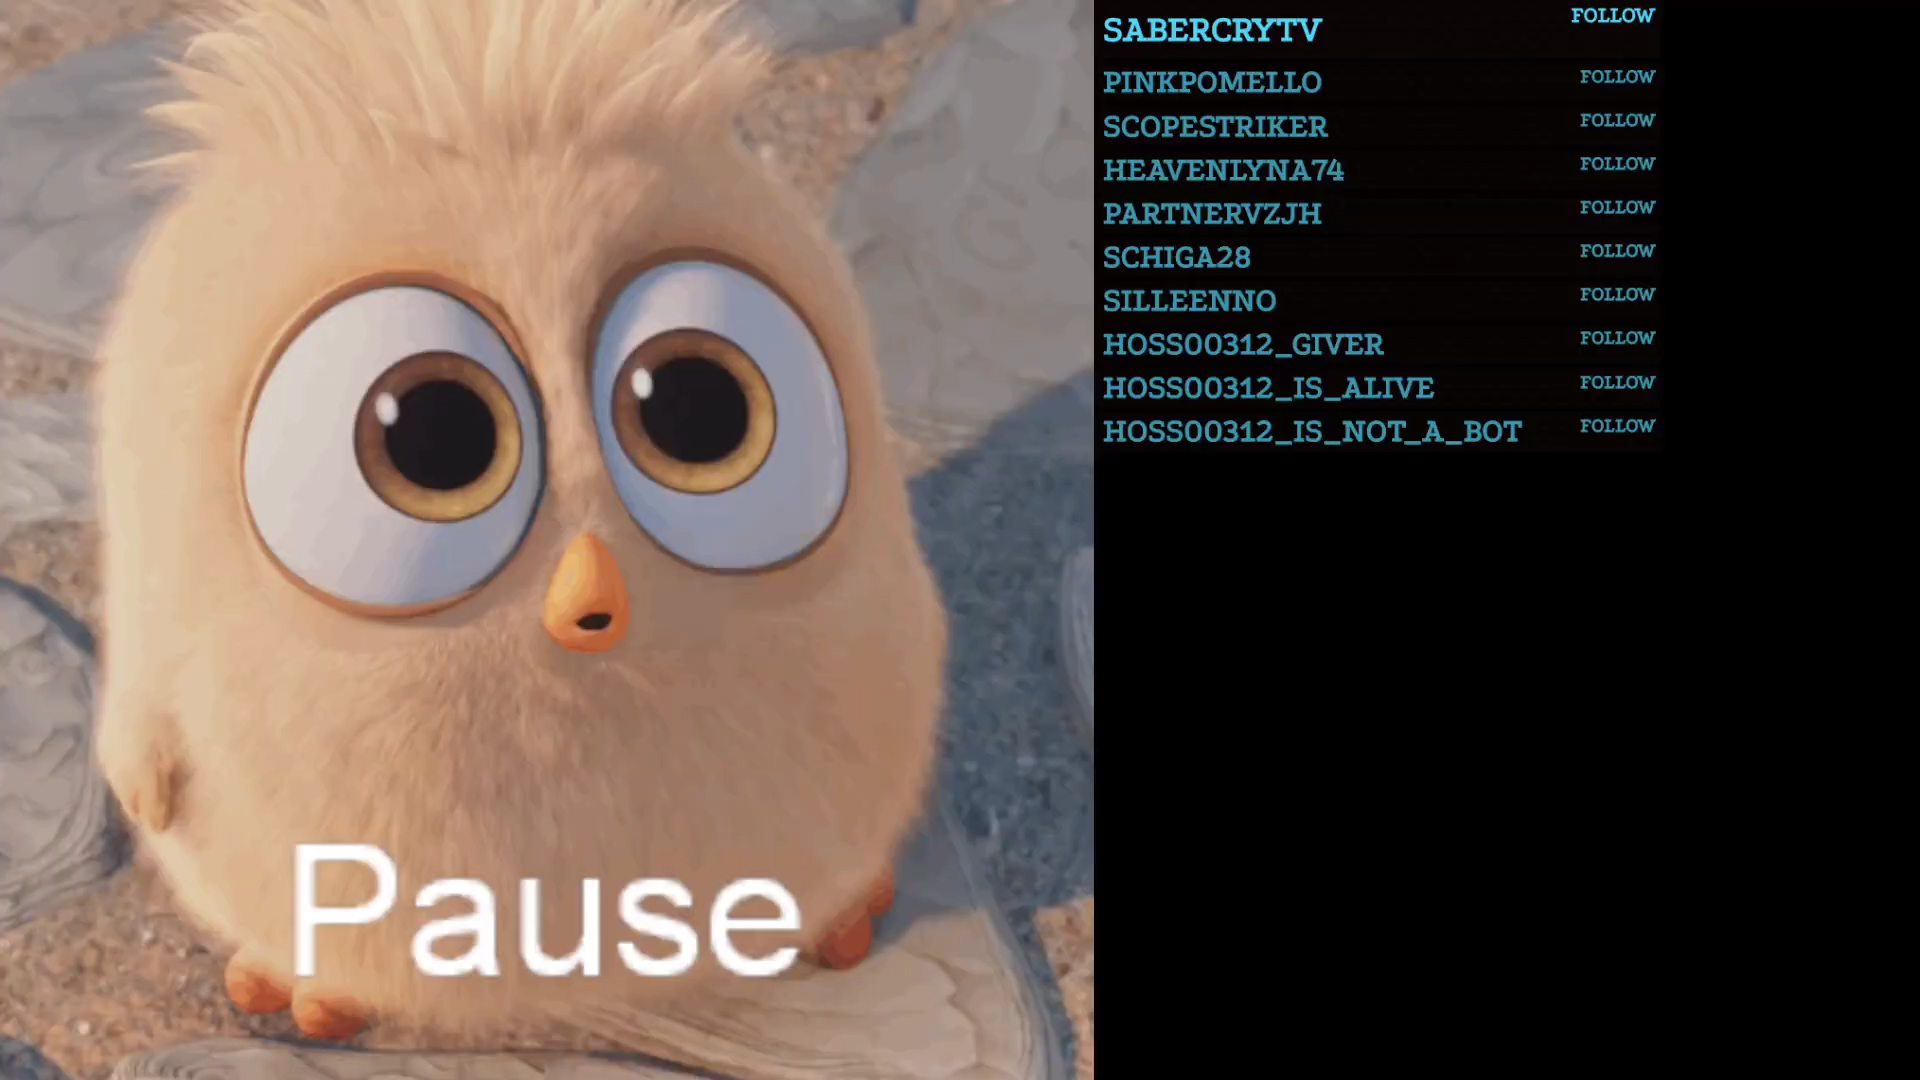 SABERCRYTV FOLLOW
PINKPOMELLO FOLLOW
SCOPESTRIKER FOLLOW
HEAVENLYNA74 FOLLOW
PARTNERVZJH FOLLOW
SCHIGA28 FOLLOW
SILLEENNO FOLLOW
HOSS00312_GIVER FOLLOW
HOSS00312_IS_ALIVE FOLLOW
HOSS00312_IS_NOT_A_BOT FOLLOW
Pause